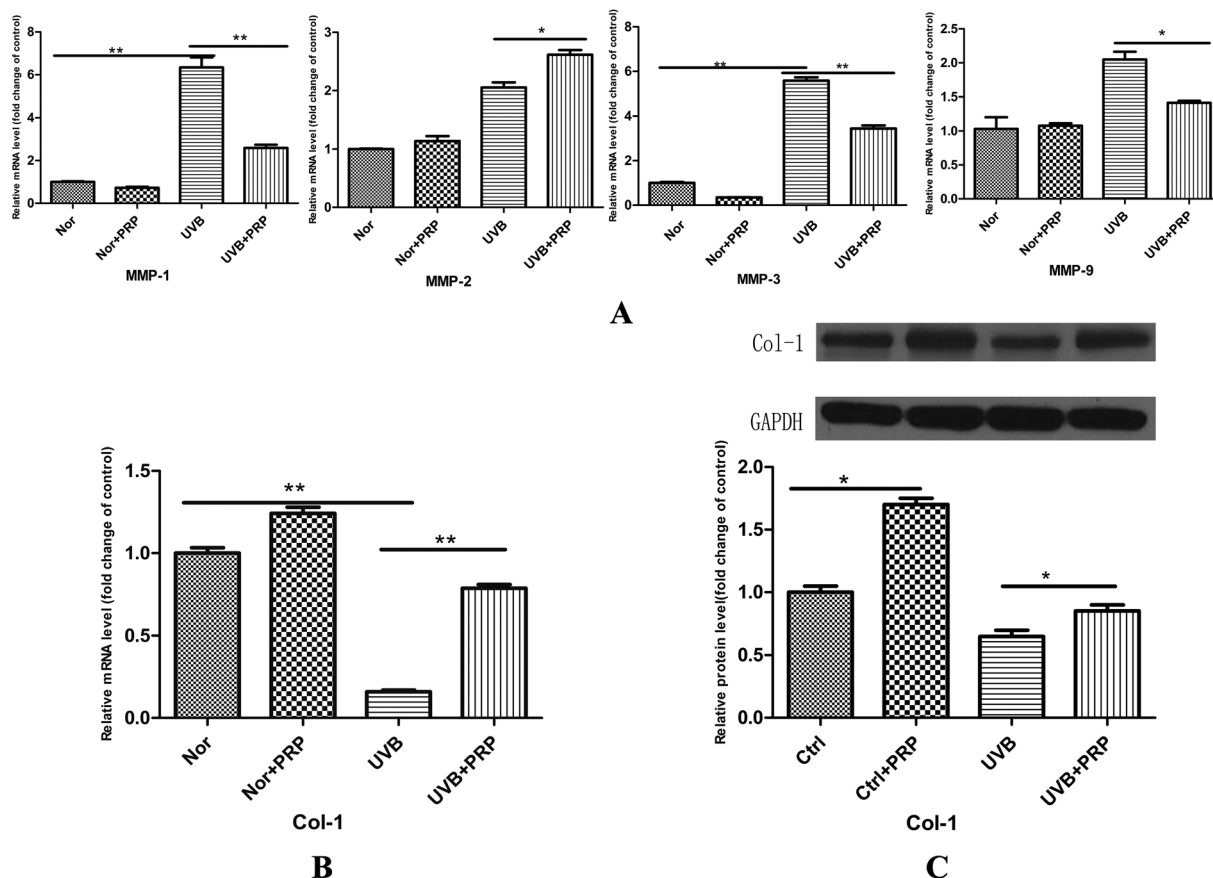 Relative mRNA level (fold change of control)
8
6
4
2
0
**
**
Nor
Nor+PRP
UVB
UVB+PRP
MMP-1
Relative mRNA level (fold change of control)
3
2
1
0
*
Nor
Nor+PRP
UVB
UVB+PRP
MMP-2
Relative mRNA level (fold change of control)
8
6
4
2
0
**
**
Nor
Nor+PRP
UVB
UVB+PRP
MMP-3
Relative mRNA level (fold change of control)
2.5
2.0
1.5
1.0
0.5
0.0
*
Nor
Nor+PRP
UVB
UVB+PRP
MMP-9
A
Relative mRNA level (fold change of control)
1.5
1.0
0.5
0.0
**
**
Nor
Nor+PRP
UVB
UVB+PRP
Col-1
B
Col-1
GAPDH
Relative protein level(fold change of control)
2.0
1.5
1.0
0.5
0.0
*
*
Ctrl
Ctrl+PRP
UVB
UVB+PRP
Col-1
C